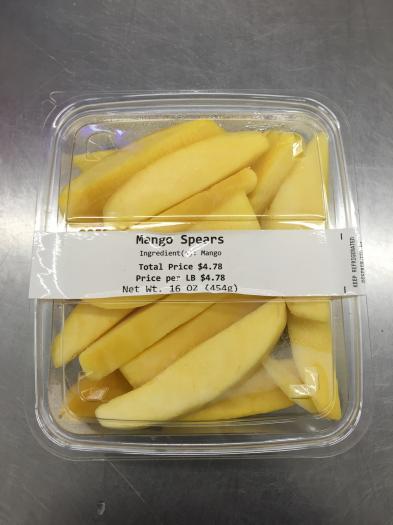 Mango Spears
Ingredient(s): Mango
Total Price $4.78
Price per LB $4.78
Net Wt. 16 OZ (454g)
KEEP REFRIGERATED